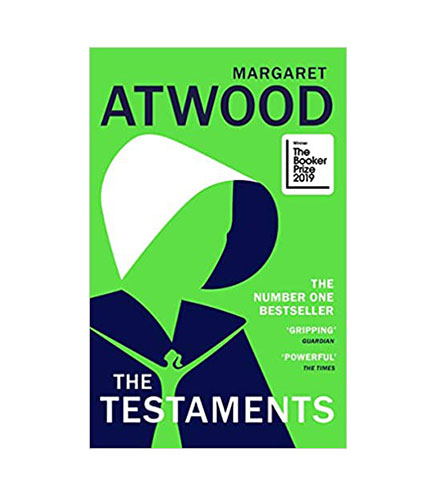 MARGARET
ATWOOD
Winner
The
Booker
Prize
2019
THE
NUMBER ONE
BESTSELLER
‘GRIPPING’
GUARDIAN
‘POWERFUL’
THE TIMES
THE
TESTAMENTS